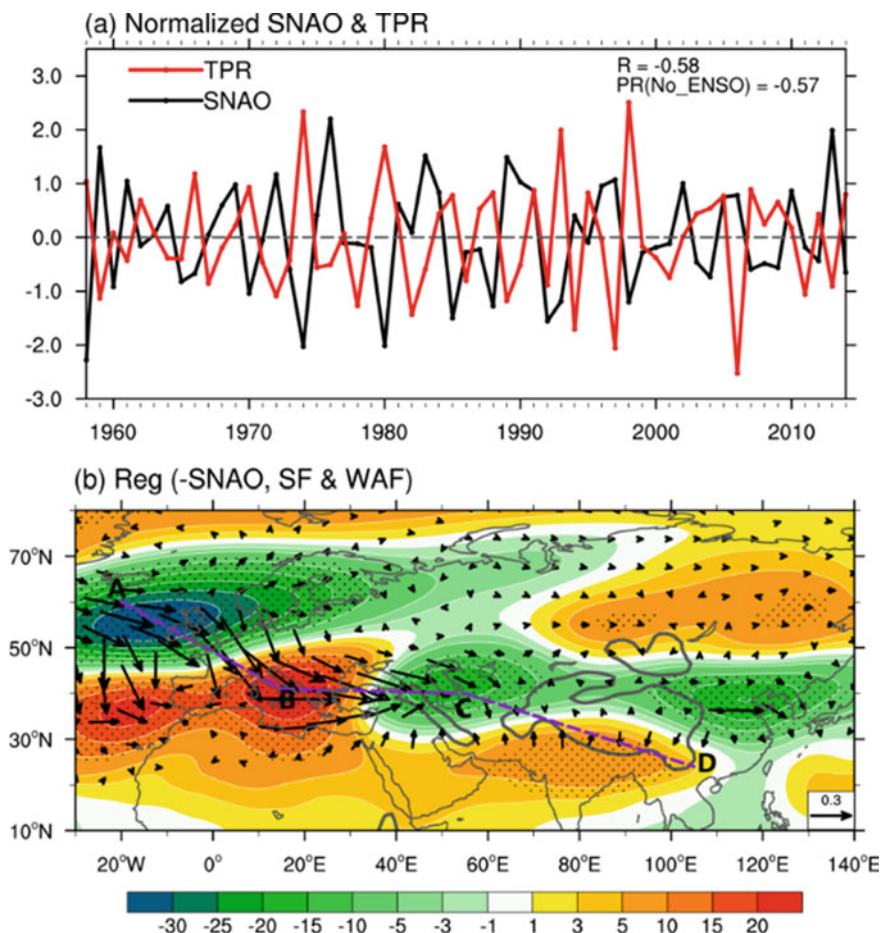 (a) Normalized SNAO & TPR
3.0
2.0
1.0
0.0
-1.0
-2.0
-3.0
TPR
SNAO
R = -0.58
PR(No_ENSO) = -0.57
1960 1970 1980 1990 2000 2010
(b) Reg (-SNAO, SF & WAF)
70°N
50°N
30°N
10°N
A
B
C
D
0.3
20°W 0° 20°E 40°E 60°E 80°E 100°E 120°E 140°E
-30 -25 -20 -15 -10 -5 -3 -1 1 3 5 10 15 20